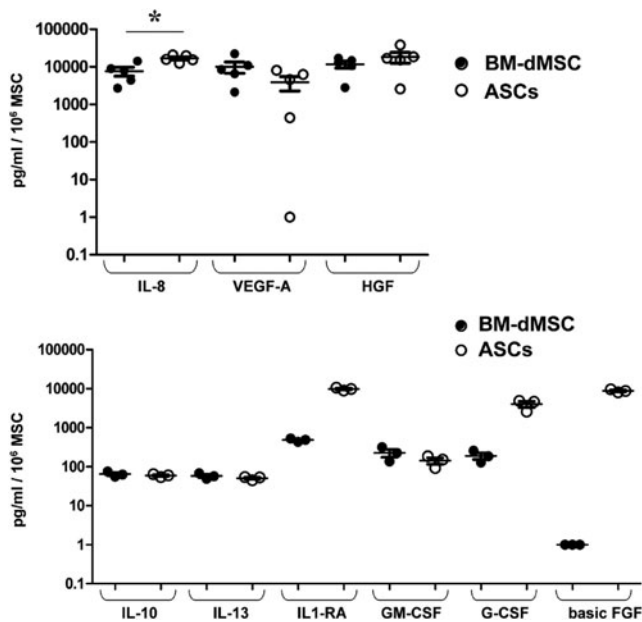 *
100000
10000
1000
100
10
1
0.1
pg/ml / 10⁶ MSC
BM-dMSC
ASCs
IL-8 VEGF-A HGF
BM-dMSC
ASCs
100000
10000
1000
100
10
1
0.1
pg/ml / 10⁶ MSC
IL-10 IL-13 IL1-RA GM-CSF G-CSF basic FGF